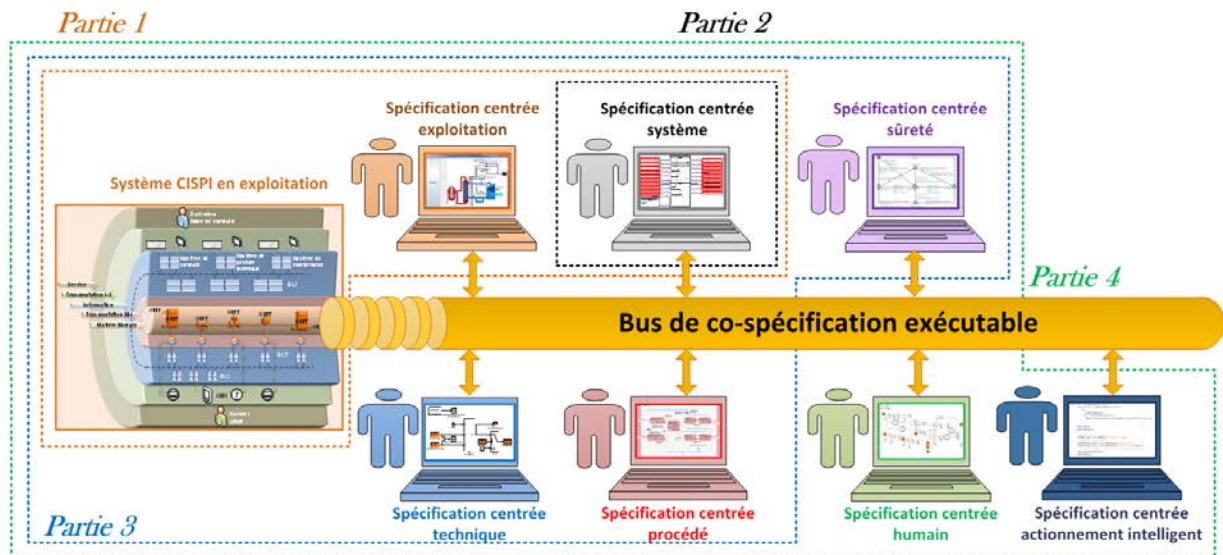 Partie 1
Partie 2
Spécification centrée
exploitation
Spécification centrée
système
Spécification centrée
sûreté
Système CISPI en exploitation
Partie 4
Bus de co-spécification exécutable
Partie 3
Spécification centrée
technique
Spécification centrée
procédé
Spécification centrée
humain
Spécification centrée
actionnement intelligent